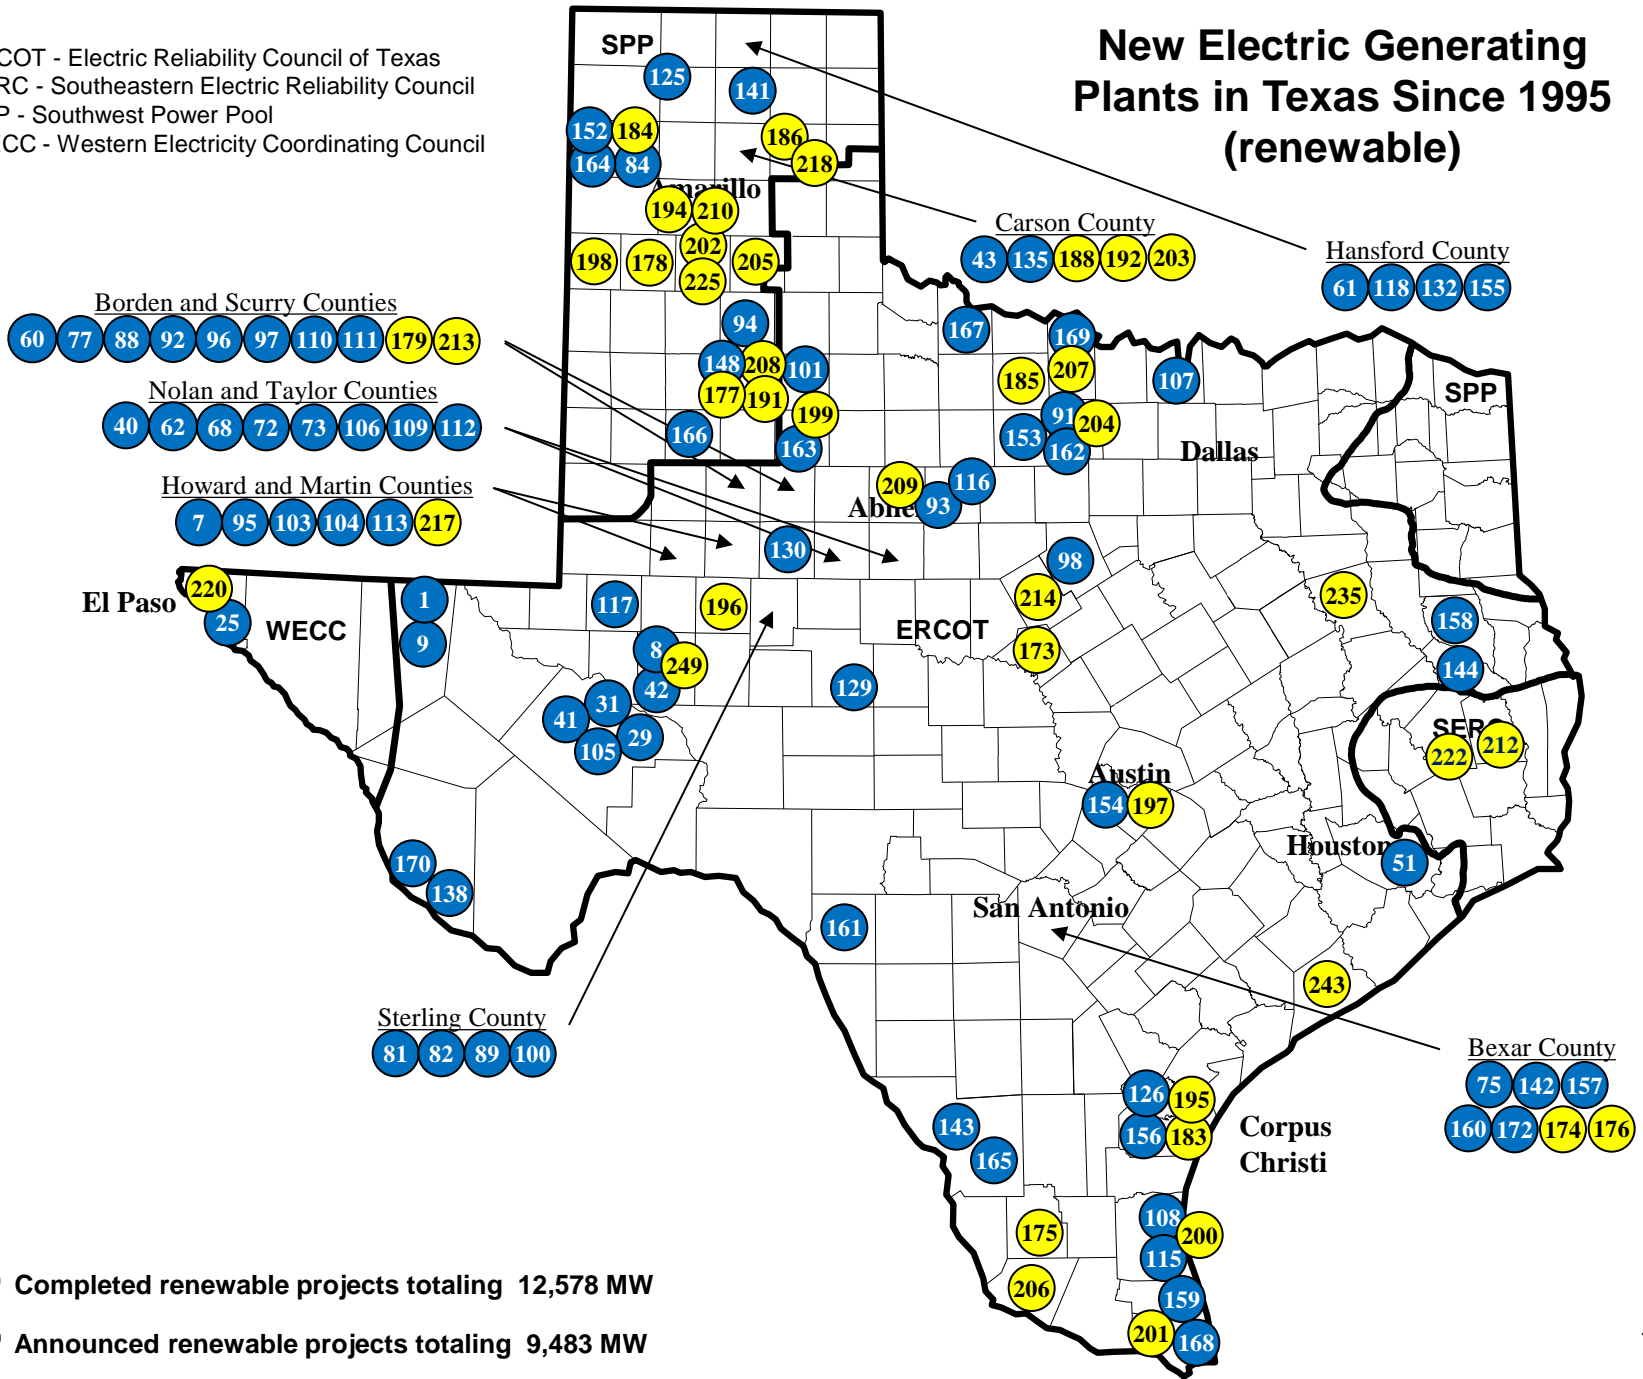 New Electric Generating
Plants in Texas Since 1995
(renewable)
COT - Electric Reliability Council of Texas
RC - Southeastern Electric Reliability Council
P - Southwest Power Pool
CC - Western Electricity Coordinating Council
SPP
125
141
152 184
164 84
186
218
Amarillo
194 210
202
198 178 205
225
Carson County
43 135 188 192 203
Hansford County
61 118 132 155
Borden and Scurry Counties
60 77 88 92 96 97 110 111 179 213
Nolan and Taylor Counties
40 62 68 72 73 106 109 112
Howard and Martin Counties
7 95 103 104 113 217
94
148 208 101
177 191
199
166 163
167 169
185 207 107
91 204
153 162
Dallas
SPP
209 116
93
130
98
214
173
235
158
144
220
El Paso
25
WECC
1
9
117
196
8
249
42
31
41
29
105
ERCOT
129
222 212
Austin
154 197
Houston
51
170
138
San Antonio
161
243
Sterling County
81 82 89 100
Bexar County
75 142 157
160 172 174 176
126 195
156 183
Corpus
Christi
143
165
175
206
108
200
115
159
201 168
Completed renewable projects totaling 12,578 MW
Announced renewable projects totaling 9,483 MW